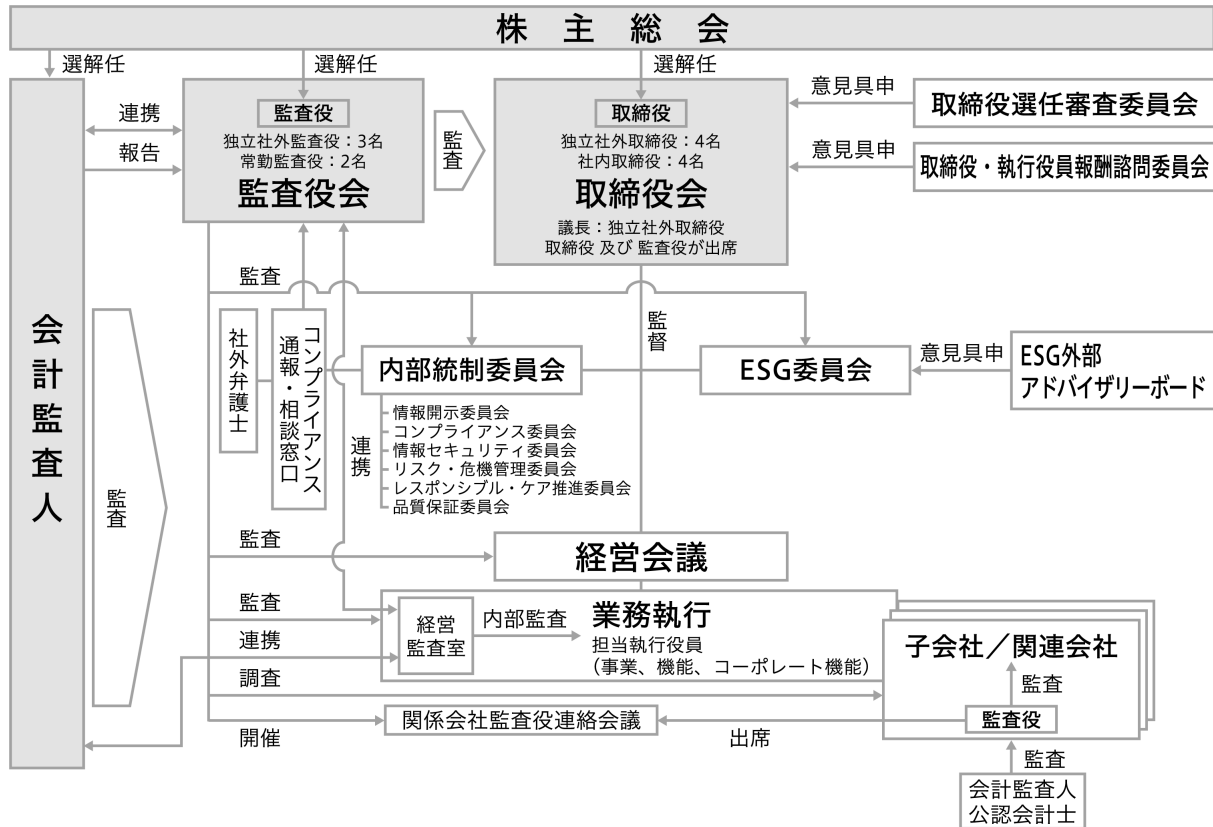 株主総会
選解任
選解任
選解任
連携
報告
監査役
独立社外監査役：3名
常勤監査役：2名
監査役会
監査
取締役
独立社外取締役：4名
社内取締役：4名
取締役会
議長：独立社外取締役
取締役 及び 監査役が出席
意見具申
取締役選任審査委員会
意見具申
取締役・執行役員報酬諮問委員会
会計監査人
監査
監査
社外弁護士
コンプライアンス
通報・相談窓口
連携
内部統制委員会
情報開示委員会
コンプライアンス委員会
情報セキュリティ委員会
リスク・危機管理委員会
レスポンシブル・ケア推進委員会
品質保証委員会
監督
ESG委員会
意見具申
ESG外部
アドバイザリーボード
監査
経営会議
監査
連携
調査
開催
経営
監査室
内部監査
業務執行
担当執行役員
（事業、機能、コーポレート機能）
子会社／関連会社
監査
監査役
関係会社監査役連絡会議
出席
監査
会計監査人
公認会計士